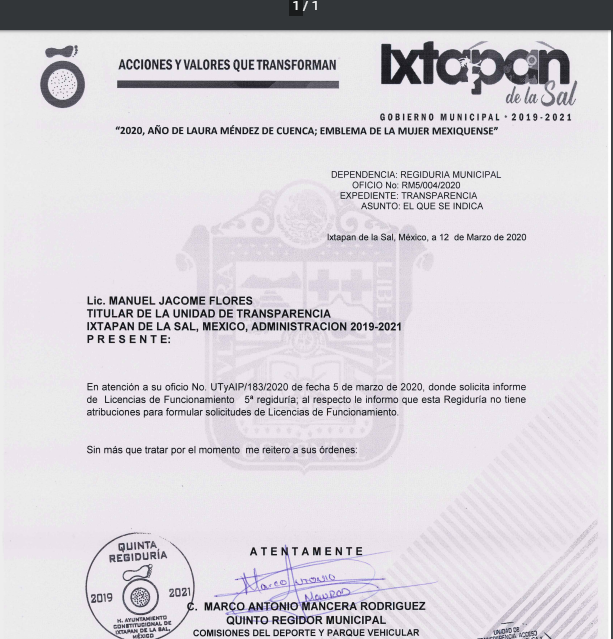 1 / 1
ACCIONES Y VALORES QUE TRANSFORMAN
Ixtapan
de la Sal
GOBIERNO MUNICIPAL · 2019-2021
"2020, AÑO DE LAURA MÉNDEZ DE CUENCA; EMBLEMA DE LA MUJER MEXIQUENSE"
DEPENDENCIA: REGIDURIA MUNICIPAL
OFICIO No: RM5/004/2020
EXPEDIENTE: TRANSPARENCIA
ASUNTO: EL QUE SE INDICA
Ixtapan de la Sal, México, a 12 de Marzo de 2020
Lic. MANUEL JACOME FLORES
TITULAR DE LA UNIDAD DE TRANSPARENCIA
IXTAPAN DE LA SAL, MEXICO, ADMINISTRACION 2019-2021
P R E S E N T E:
LIBERTAD
En atención a su oficio No. UTyAIP/183/2020 de fecha 5 de marzo de 2020, donde solicita informe
de Licencias de Funcionamiento 5ª regiduría; al respecto le informo que esta Regiduría no tiene
atribuciones para formular solicitudes de Licencias de Funcionamiento.
Sin más que tratar por el momento me reitero a sus órdenes:
QUINTA
REGIDURÍA
2019 2021
H. AYUNTAMIENTO
CONSTITUCIONAL DE
IXTAPAN DE LA SAL,
MÉXICO
A T E N T A M E N T E
Marco Antonio
C. MARCO ANTONIO MANCERA RODRIGUEZ
QUINTO REGIDOR MUNICIPAL
COMISIONES DEL DEPORTE Y PARQUE VEHICULAR
UNIDAD DE